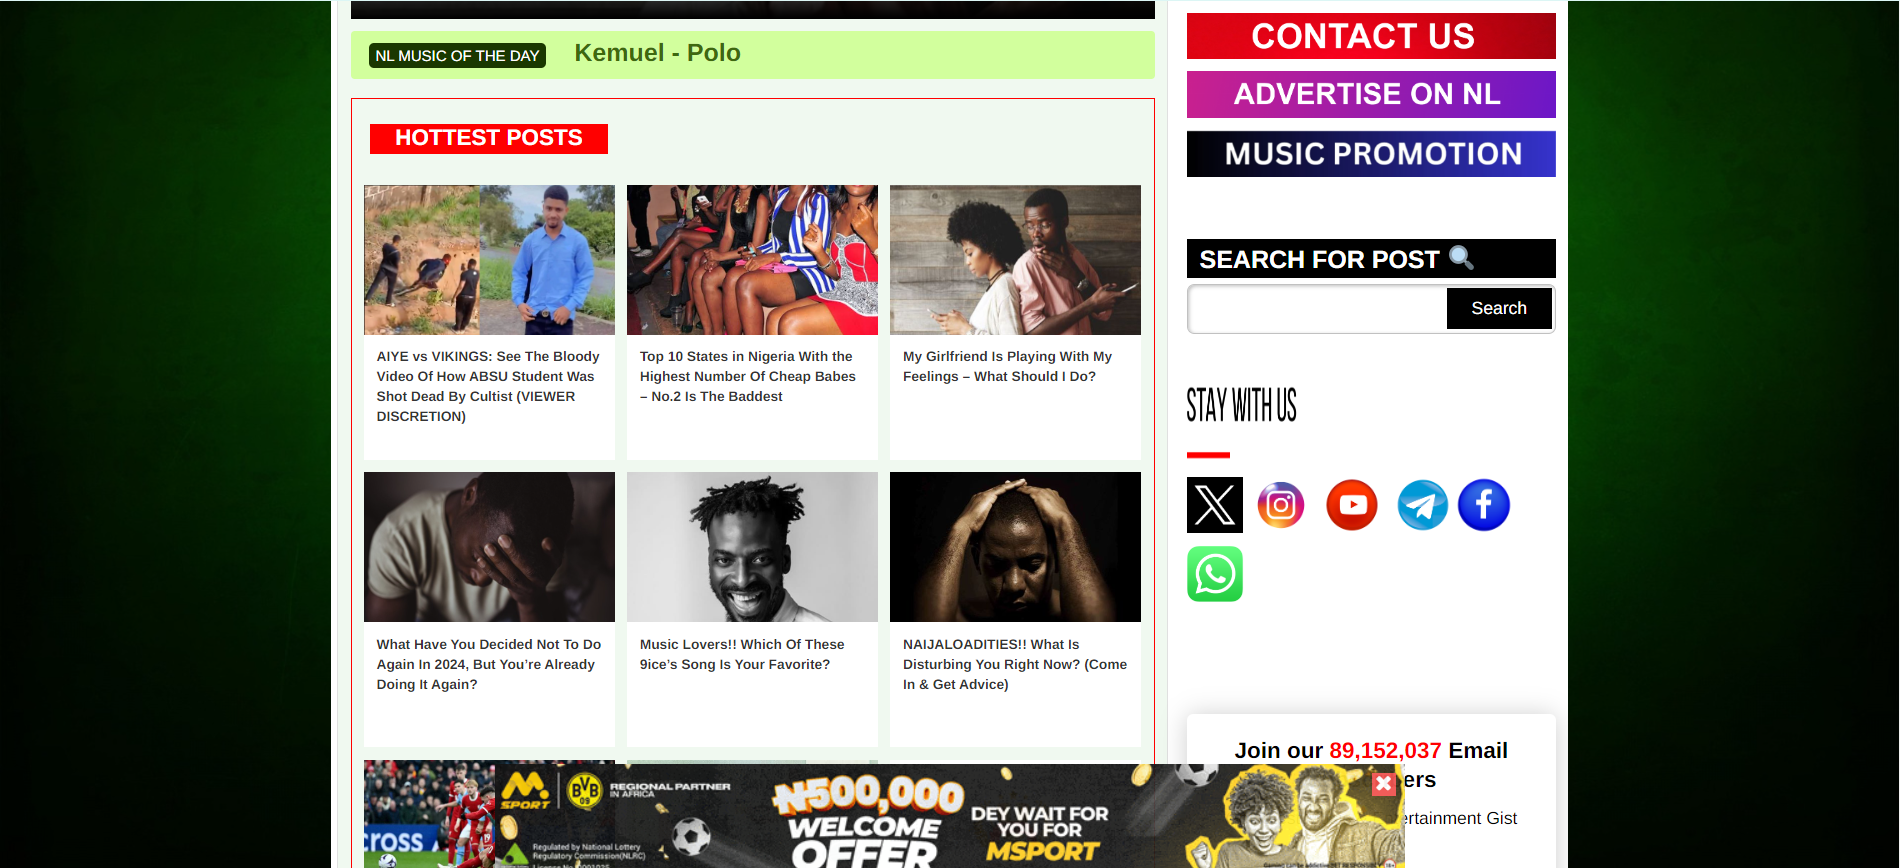 NL MUSIC OF THE DAY
Kemuel - Polo
HOTTEST POSTS
AIYE vs VIKINGS: See The Bloody
Video Of How ABSU Student Was
Shot Dead By Cultist (VIEWER
DISCRETION)
Top 10 States in Nigeria With the
Highest Number Of Cheap Babes
– No.2 Is The Baddest
My Girlfriend Is Playing With My
Feelings – What Should I Do?
What Have You Decided Not To Do
Again In 2024, But You’re Already
Doing It Again?
Music Lovers!! Which Of These
9ice’s Song Is Your Favorite?
NAIJALOADITIES!! What Is
Disturbing You Right Now? (Come
In & Get Advice)
cross
M.
SPORT
BVB
09
REGIONAL PARTNER
IN AFRICA
Regulated by National Lottery
Regulatory Commission(NLRC)
₦500,000
WELCOME
OFFER
DEY WAIT FOR
YOU FOR
MSPORT
CONTACT US
ADVERTISE ON NL
MUSIC PROMOTION
SEARCH FOR POST
Search
STAY WITH US
Join our 89,152,037 Email
ers
ertainment Gist